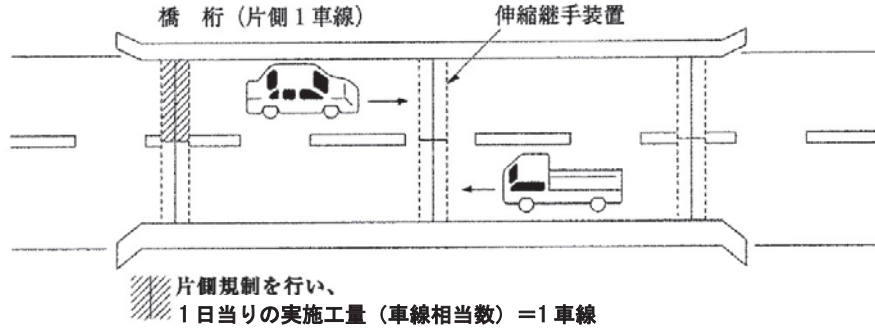 橋 桁（片側１車線）
伸縮継手装置
片側規制を行い、
１日当りの実施工量（車線相当数）＝1 車線